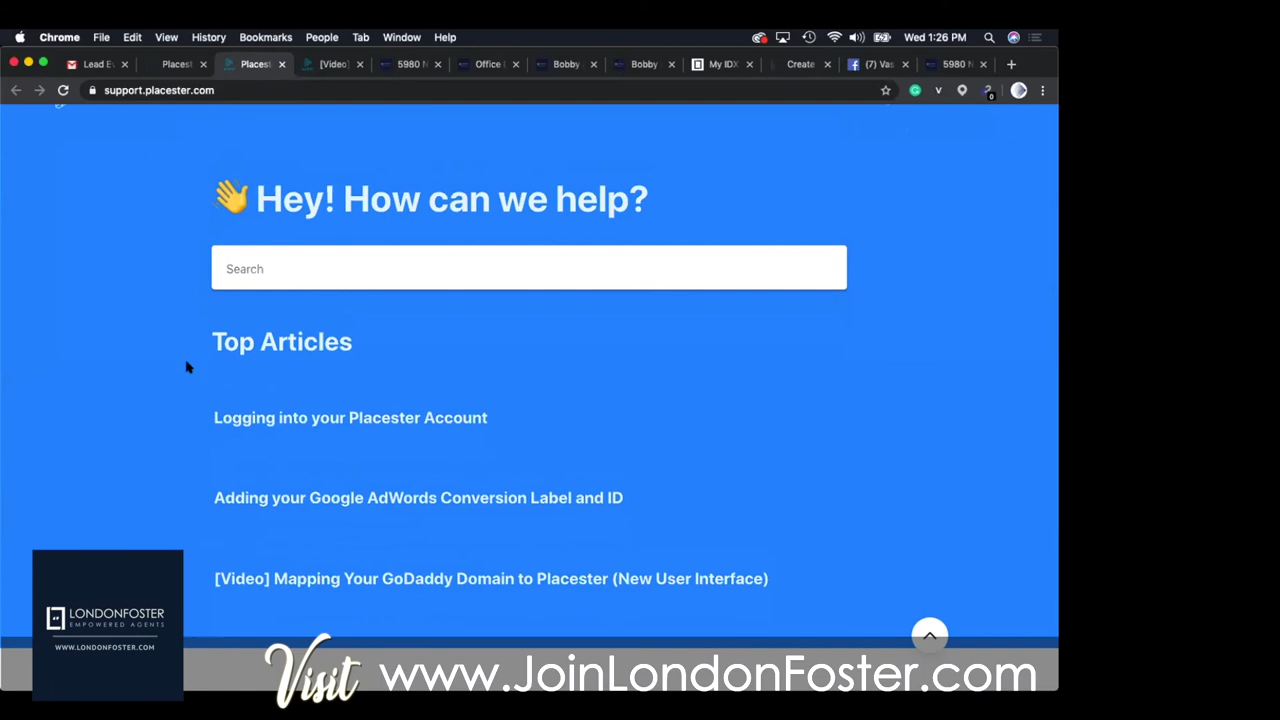 Chrome File Edit View History Bookmarks People Tab Window Help Wed 1:26 PM
Lead E Placest Placest [Video] 5980 N Office Bobby Bobby My IDX Create (7) Vas 5980 N
support.placester.com
👋 Hey! How can we help?
Search
Top Articles
Logging into your Placester Account
Adding your Google AdWords Conversion Label and ID
[Video] Mapping Your GoDaddy Domain to Placester (New User Interface)
LONDONFOSTER
EMPOWERED AGENTS
WWW.LONDONFOSTER.COM
Visit www.JoinLondonFoster.com